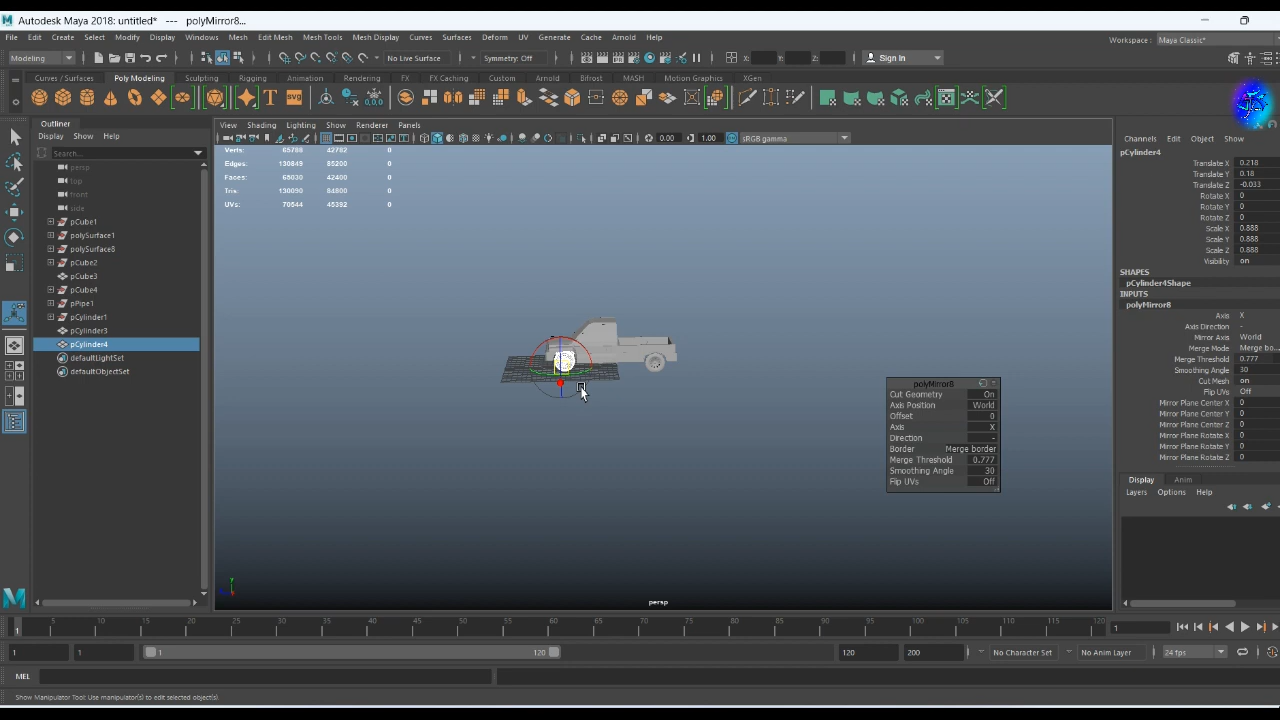 Autodesk Maya 2018: untitled* --- polyMirror8...
File Edit Create Select Modify Display Windows Mesh Edit Mesh Mesh Tools Mesh Display Curves Surfaces Deform UV Generate Cache Arnold Help
Workspace : Maya Classic*
Modeling No Live Surface Symmetry: Off X: Y: Z: Sign In
Curves / Surfaces Poly Modeling Sculpting Rigging Animation Rendering FX FX Caching Custom Arnold Bifrost MASH Motion Graphics XGen
Outliner
Display Show Help
Search...
persp
top
front
side
pCube1
polySurface1
polySurface8
pCube2
pCube3
pCube4
pPipe1
pCylinder1
pCylinder3
pCylinder4
defaultLightSet
defaultObjectSet
View Shading Lighting Show Renderer Panels
0.00 1.00 sRGB gamma
Verts: 65788 42782 0
Edges: 130849 85200 0
Faces: 65030 42400 0
Tris: 130090 84800 0
UVs: 70544 45392 0
polyMirror8
Cut Geometry On
Axis Position World
Offset 0
Axis X
Direction -
Border Merge border
Merge Threshold 0.777
Smoothing Angle 30
Flip UVs Off
persp
Channels Edit Object Show
pCylinder4
Translate X 0.218
Translate Y 0.18
Translate Z -0.033
Rotate X 0
Rotate Y 0
Rotate Z 0
Scale X 0.888
Scale Y 0.888
Scale Z 0.888
Visibility on
SHAPES
pCylinder4Shape
INPUTS
polyMirror8
Axis X
Axis Direction -
Mirror Axis World
Merge Mode Merge bo...
Merge Threshold 0.777
Smoothing Angle 30
Cut Mesh on
Flip UVs Off
Mirror Plane Center X 0
Mirror Plane Center Y 0
Mirror Plane Center Z 0
Mirror Plane Rotate X 0
Mirror Plane Rotate Y 0
Mirror Plane Rotate Z 0
Display Anim
Layers Options Help
1 5 10 15 20 25 30 35 40 45 50 55 60 65 70 75 80 85 90 95 100 105 110 115 120 1
1 1 1 120 120 200 No Character Set No Anim Layer 24 fps
MEL
Show Manipulator Tool: Use manipulator(s) to edit selected object(s).